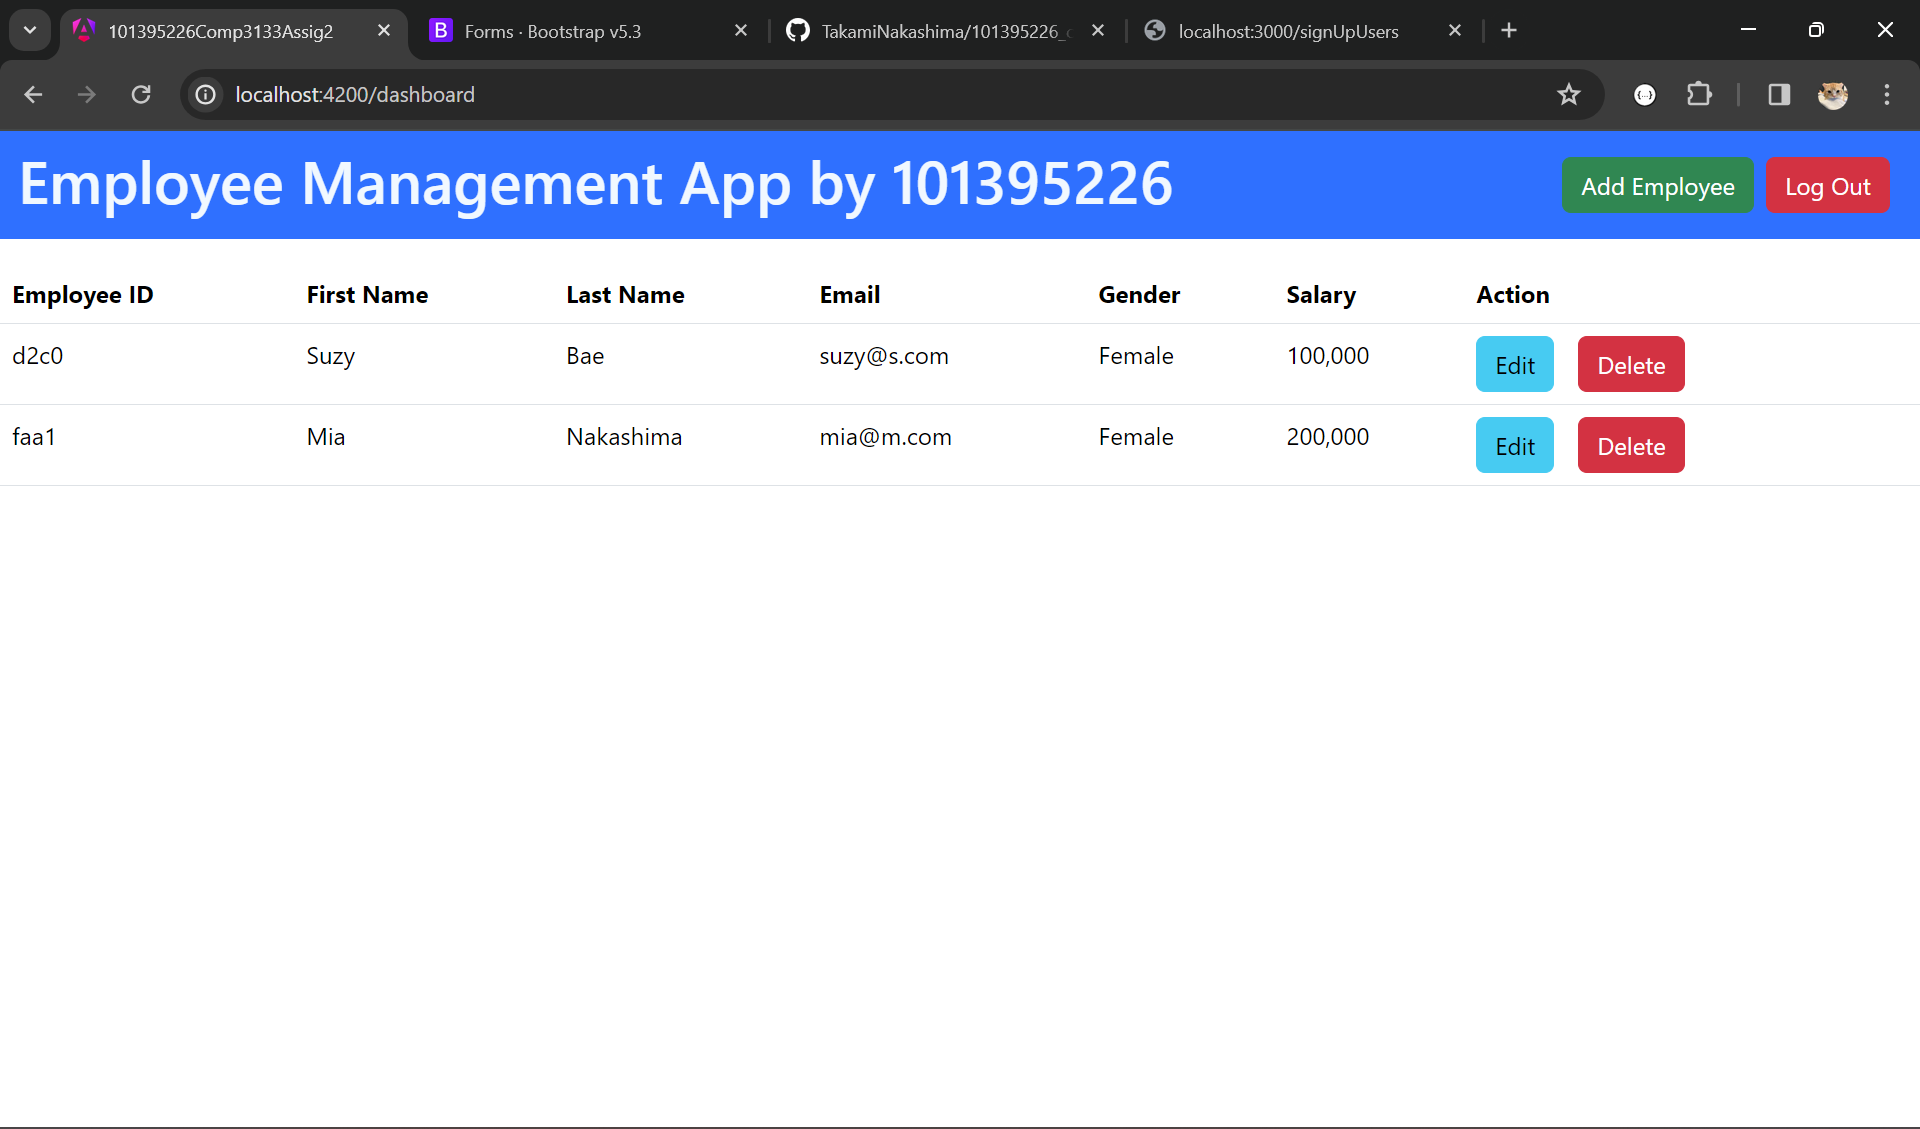 101395226Comp3133Assig2
Forms · Bootstrap v5.3
TakamiNakashima/101395226_
localhost:3000/signUpUsers
localhost:4200/dashboard
Employee Management App by 101395226
Add Employee
Log Out
Employee ID First Name Last Name Email Gender Salary Action
d2c0 Suzy Bae suzy@s.com Female 100,000 Edit Delete
faa1 Mia Nakashima mia@m.com Female 200,000 Edit Delete